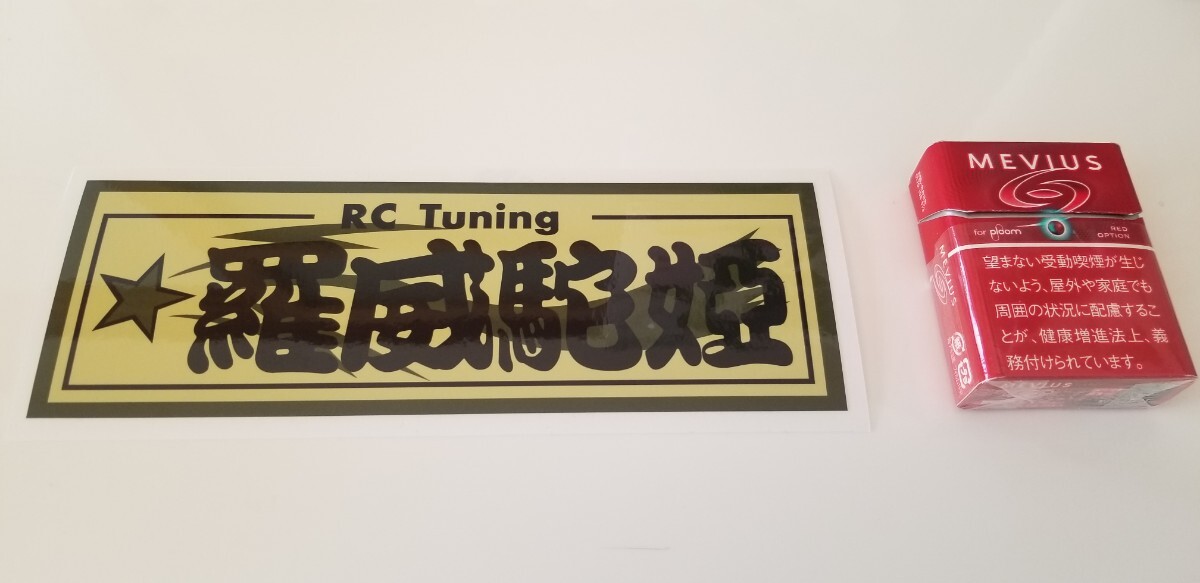 RC Tuning
羅威駝姫
MEVIUS
for ploom
RED
OPTION
望まない受動喫煙が生じ
ないよう、屋外や家庭でも
周囲の状況に配慮するこ
とが、健康増進法上、義
務付けられています。
MEVIUS
MEVIUS